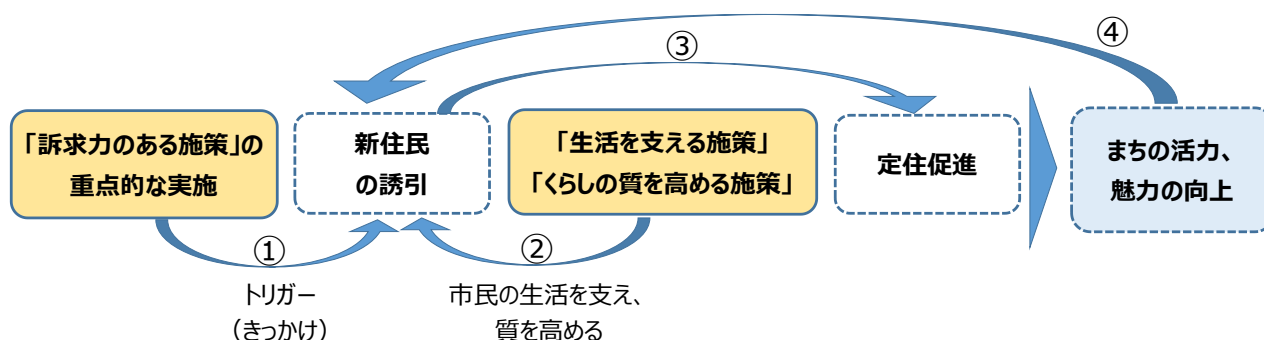 ③
④
「訴求力のある施策」の
重点的な実施
新住民
の誘引
「生活を支える施策」
「くらしの質を高める施策」
定住促進
まちの活力、
魅力の向上
①
②
トリガー
（きっかけ）
市民の生活を支え、
質を高める